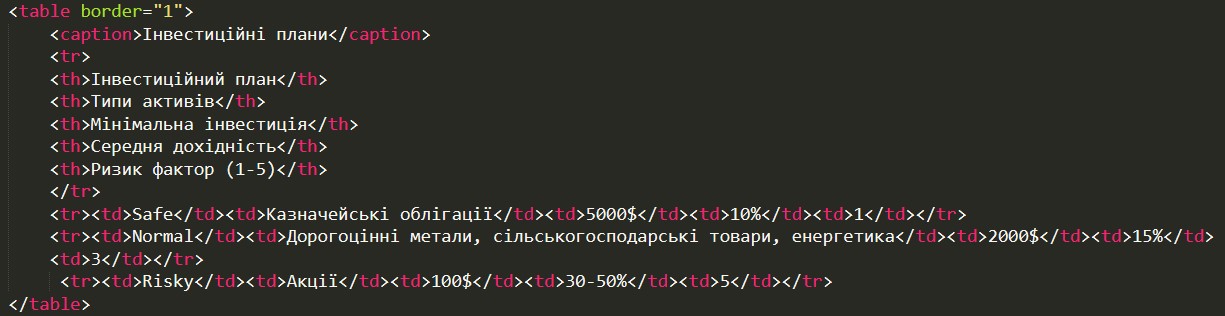 <table border="1">
<caption>Інвестиційні плани</caption>
<tr>
<th>Інвестиційний план</th>
<th>Типи активів</th>
<th>Мінімальна інвестиція</th>
<th>Середня дохідність</th>
<th>Ризик фактор (1-5)</th>
</tr>
<tr><td>Safe</td><td>Казначейські облігації</td><td>5000$</td><td>10%</td><td>1</td></tr>
<tr><td>Normal</td><td>Дорогоцінні метали, сільськогосподарські товари, енергетика</td><td>2000$</td><td>15%</td>
<td>3</td></tr>
<tr><td>Risky</td><td>Акції</td><td>100$</td><td>30-50%</td><td>5</td></tr>
</table>